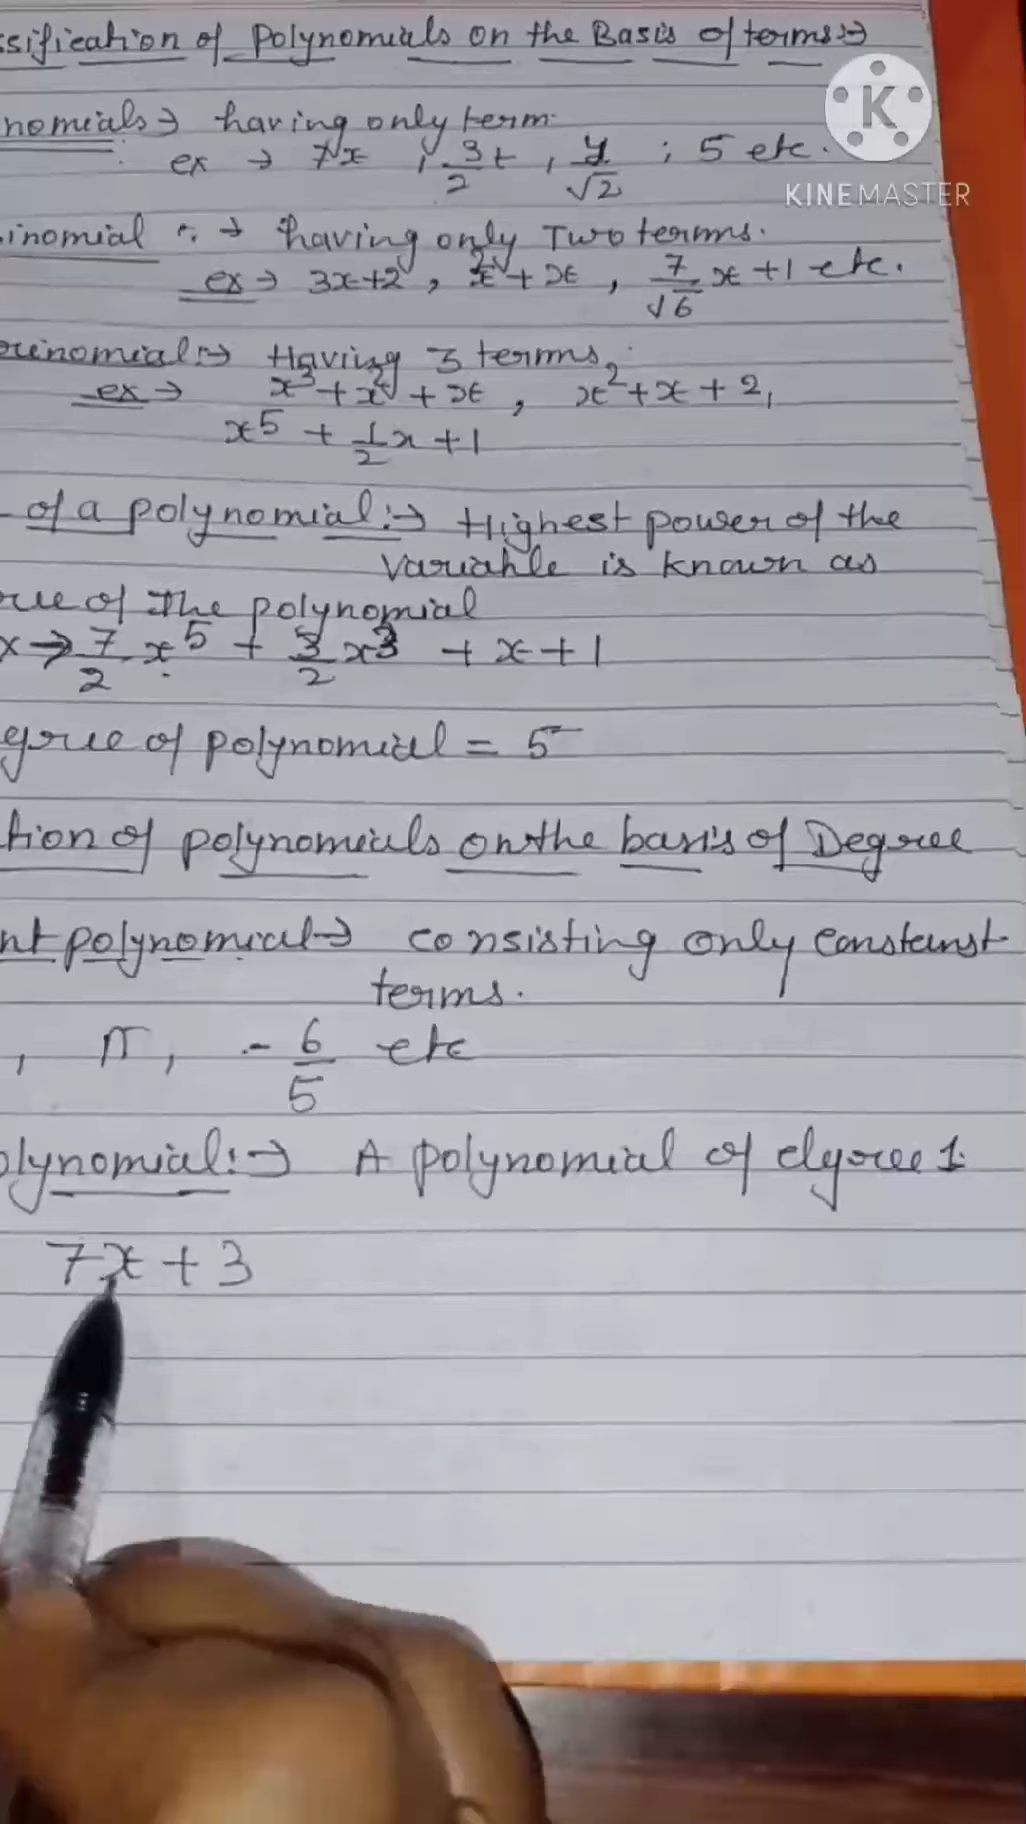 ssification of Polynomials on the Basis of terms:→
K
KINEMASTER
nomials → having only term.
ex → 7x , 3/2 t , y/√2 ; 5 etc.
inomial :→ having only Two terms.
ex → 3x+2 , x² + x , 7/√6 x + 1 etc.
rinomial:→ Having 3 terms,
ex → x³ + x² + x , x² + x + 2,
x⁵ + 1/2 x + 1
of a polynomial:→ Highest power of the
Variable is known as
ree of The polynomial
x → 7/2 x⁵ + 3/2 x³ + x + 1
egree of polynomial = 5
tion of polynomials on the basis of Degree
nt polynomial → consisting only constant
terms.
, π, - 6/5 etc
olynomial:→ A polynomial of degree 1.
7x + 3